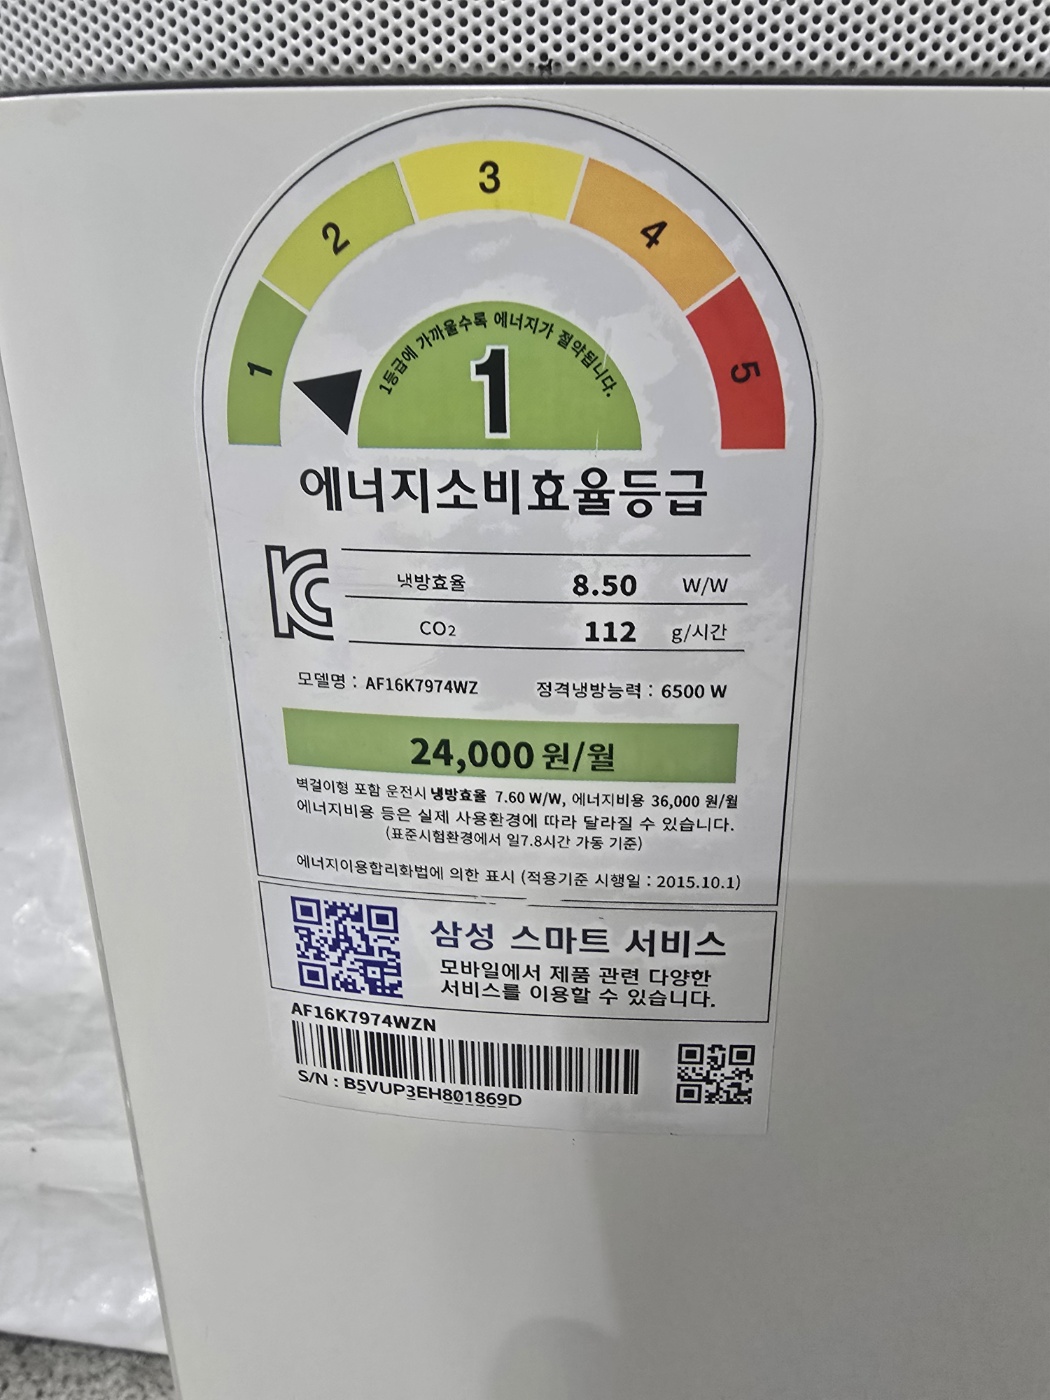 1
2
3
4
5
1등급에 가까울수록 에너지가 절약됩니다.
1
에너지소비효율등급
냉방효율 8.50 W/W
CO₂ 112 g/시간
모델명 : AF16K7974WZ 정격냉방능력 : 6500 W
24,000 원/월
벽걸이형 포함 운전시 냉방효율 7.60 W/W, 에너지비용 36,000 원/월
에너지비용 등은 실제 사용환경에 따라 달라질 수 있습니다.
(표준시험환경에서 일7.8시간 가동 기준)
에너지이용합리화법에 의한 표시 (적용기준 시행일 : 2015.10.1)
삼성 스마트 서비스
모바일에서 제품 관련 다양한
서비스를 이용할 수 있습니다.
AF16K7974WZN
S/N : B5VUP3EH801869D